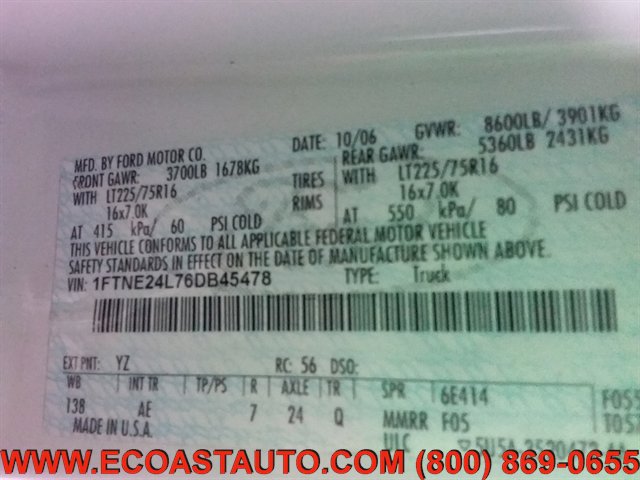 MFD. BY FORD MOTOR CO. DATE: 10/06 GVWR: 8600LB/ 3901KG
FRONT GAWR: 3700LB 1678KG REAR GAWR: 5360LB 2431KG
WITH LT225/75R16 TIRES WITH LT225/75R16
16x7.0K RIMS 16x7.0K
AT 415 kPa/ 60 PSI COLD AT 550 kPa/ 80 PSI COLD
THIS VEHICLE CONFORMS TO ALL APPLICABLE FEDERAL MOTOR VEHICLE
SAFETY STANDARDS IN EFFECT ON THE DATE OF MANUFACTURE SHOWN ABOVE.
VIN: 1FTNE24L76DB45478 TYPE: Truck
EXT PNT: YZ RC: 56 DSO:
WB INT TR TP/PS R AXLE TR SPR 6E414
138 AE 7 24 Q MMRR F05
MADE IN U.S.A. ULC
WWW.ECOASTAUTO.COM (800) 869-0655